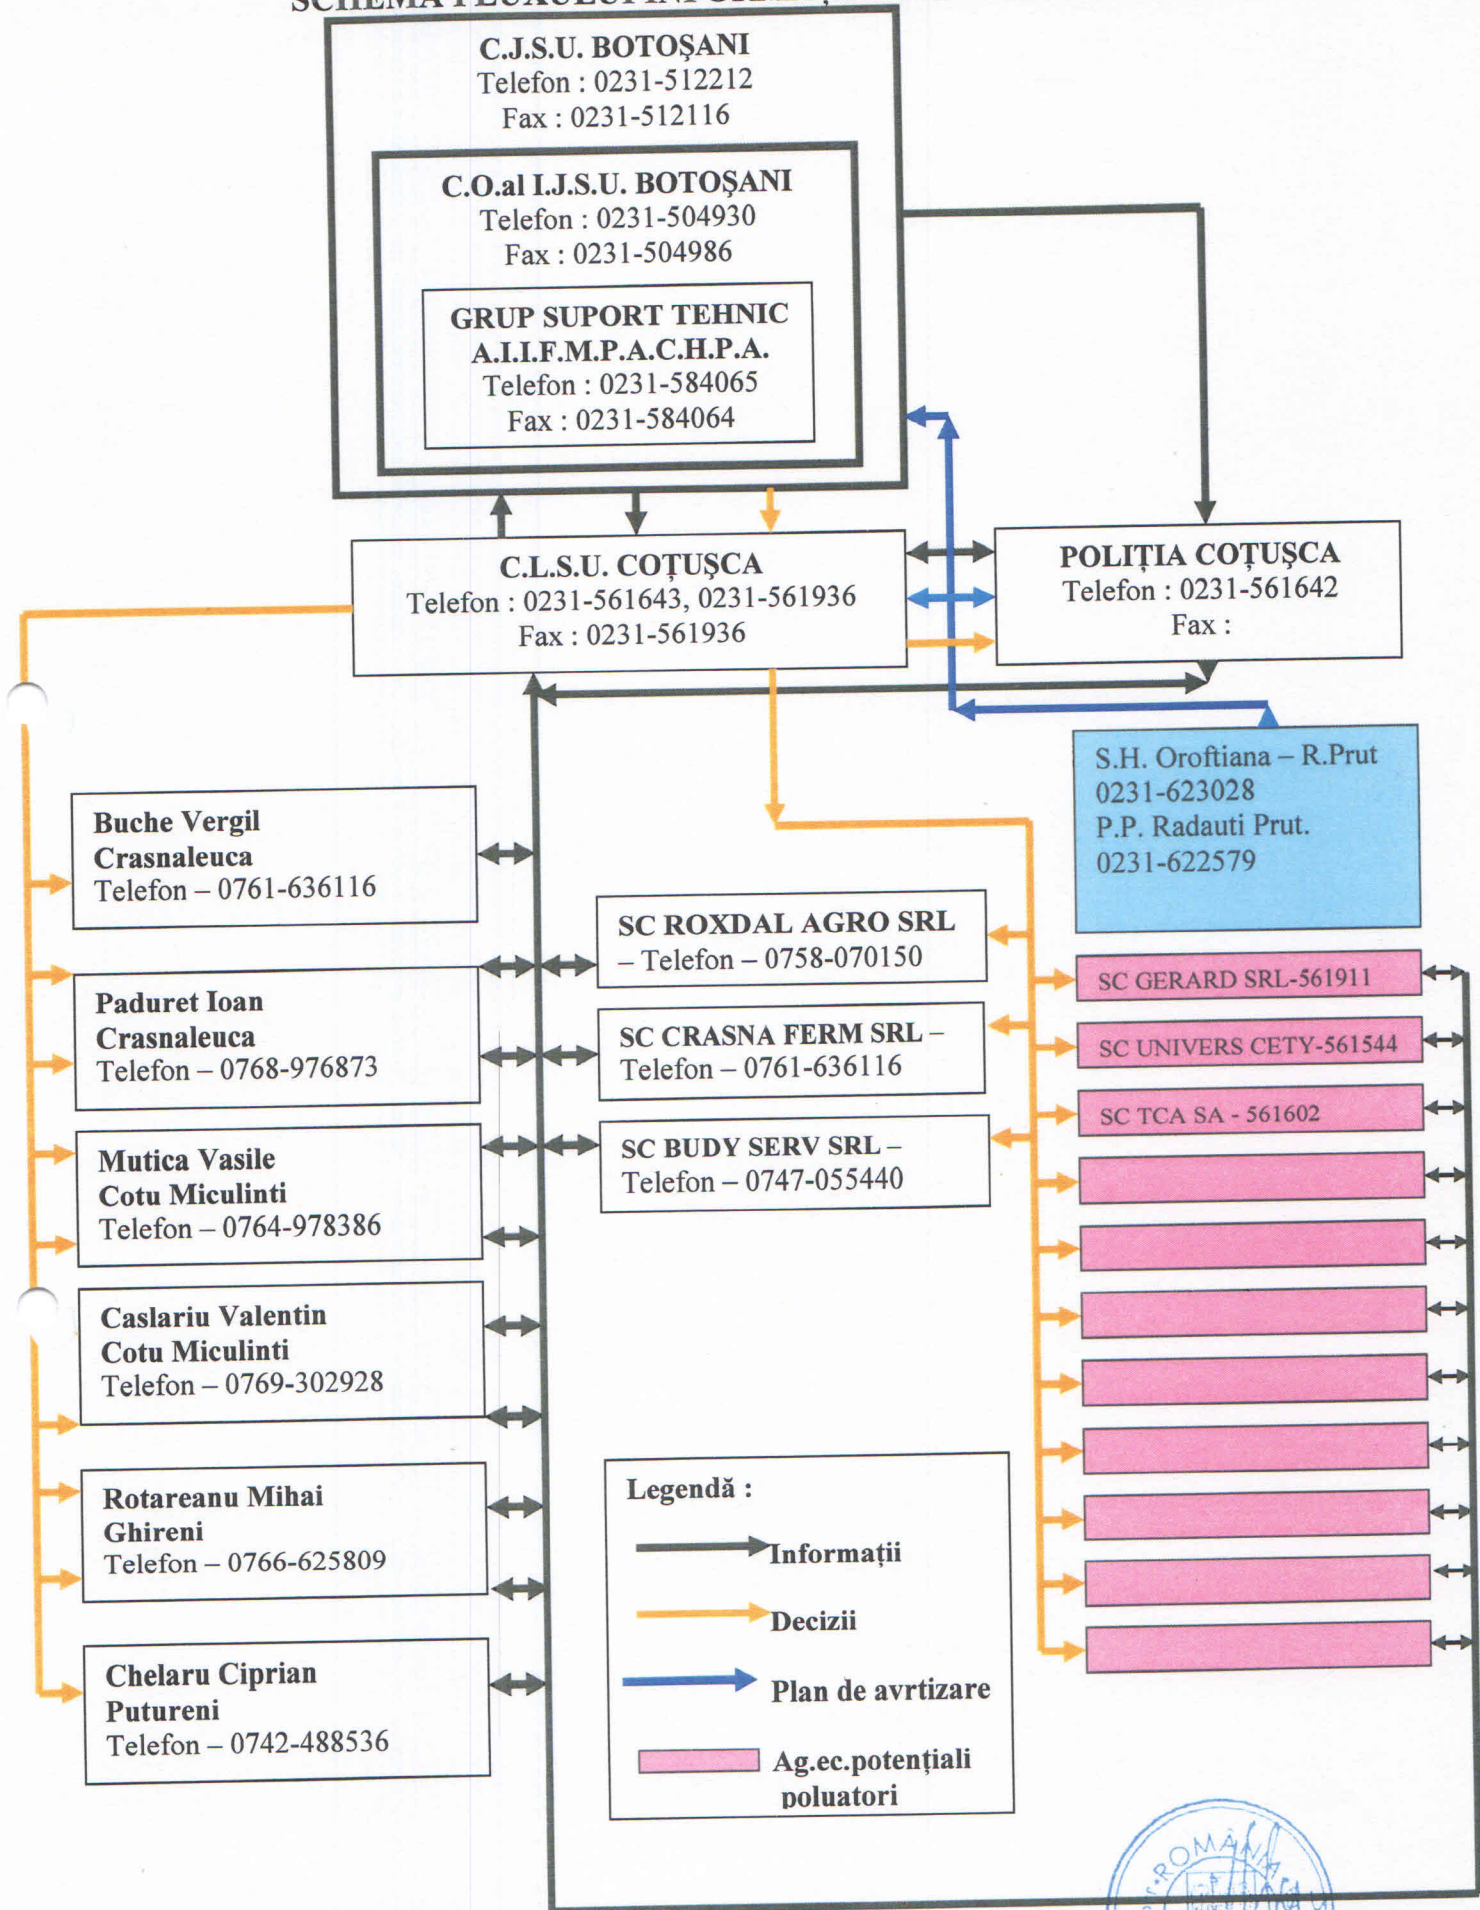 C.J.S.U. BOTOŞANI
Telefon : 0231-512212
Fax : 0231-512116
C.O.al I.J.S.U. BOTOŞANI
Telefon : 0231-504930
Fax : 0231-504986
GRUP SUPORT TEHNIC
A.I.I.F.M.P.A.C.H.P.A.
Telefon : 0231-584065
Fax : 0231-584064
C.L.S.U. COŢUŞCA
Telefon : 0231-561643, 0231-561936
Fax : 0231-561936
POLIŢIA COŢUŞCA
Telefon : 0231-561642
Fax :
S.H. Oroftiana – R.Prut
0231-623028
P.P. Radauti Prut.
0231-622579
Buche Vergil
Crasnaleuca
Telefon – 0761-636116
Paduret Ioan
Crasnaleuca
Telefon – 0768-976873
Mutica Vasile
Cotu Miculinti
Telefon – 0764-978386
Caslariu Valentin
Cotu Miculinti
Telefon – 0769-302928
Rotareanu Mihai
Ghireni
Telefon – 0766-625809
Chelaru Ciprian
Putureni
Telefon – 0742-488536
SC ROXDAL AGRO SRL
– Telefon – 0758-070150
SC CRASNA FERM SRL –
Telefon – 0761-636116
SC BUDY SERV SRL –
Telefon – 0747-055440
SC GERARD SRL-561911
SC UNIVERS CETY-561544
SC TCA SA - 561602
Legendă :
Informaţii
Decizii
Plan de avrtizare
Ag.ec.potenţiali
poluatori
ROMÂNIA